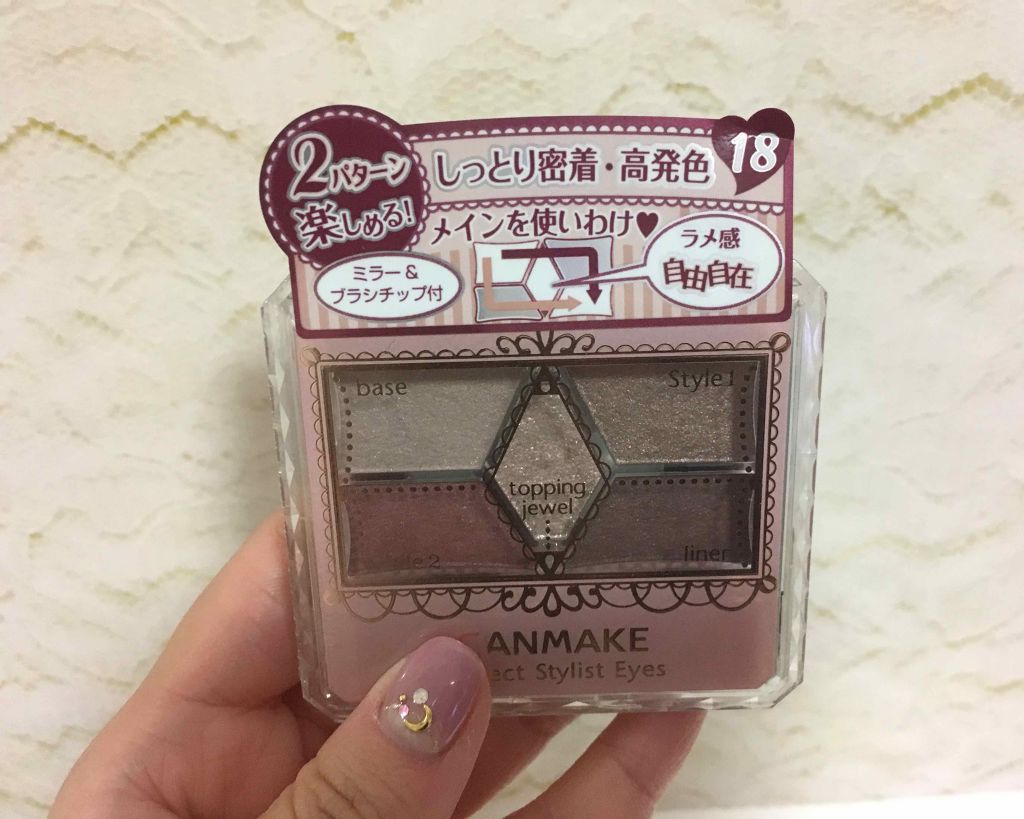 2パターン
楽しめる!
しっとり密着・高発色
18
メインを使いわけ♥
ミラー&
ブラシチップ付
ラメ感
自由自在
base
Style1
topping
jewel
le2
liner
ANMAKE
ect Stylist Eyes